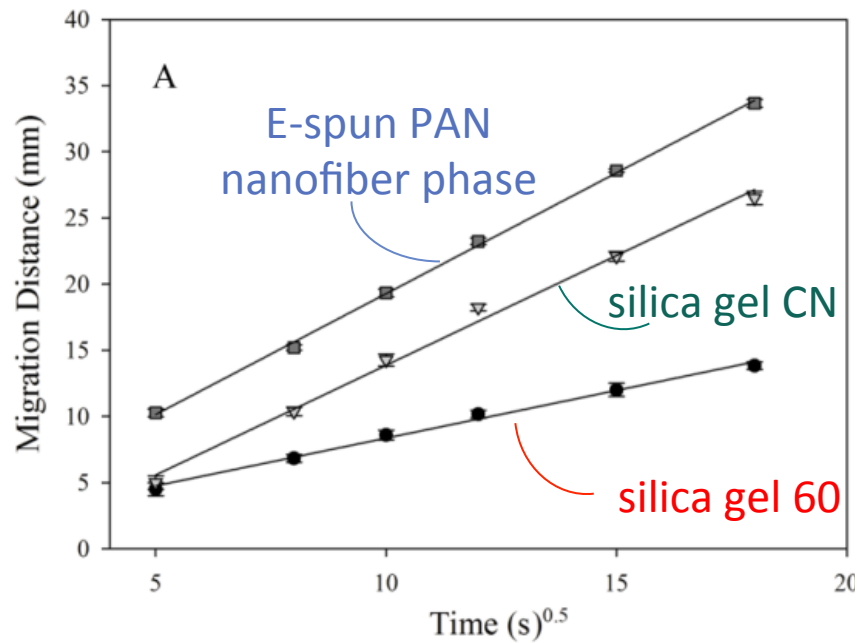 A
E-spun PAN
nanofiber phase
silica gel CN
silica gel 60
Migration Distance (mm)
40
35
30
25
20
15
10
5
0
5
10
15
20
Time (s)^0.5